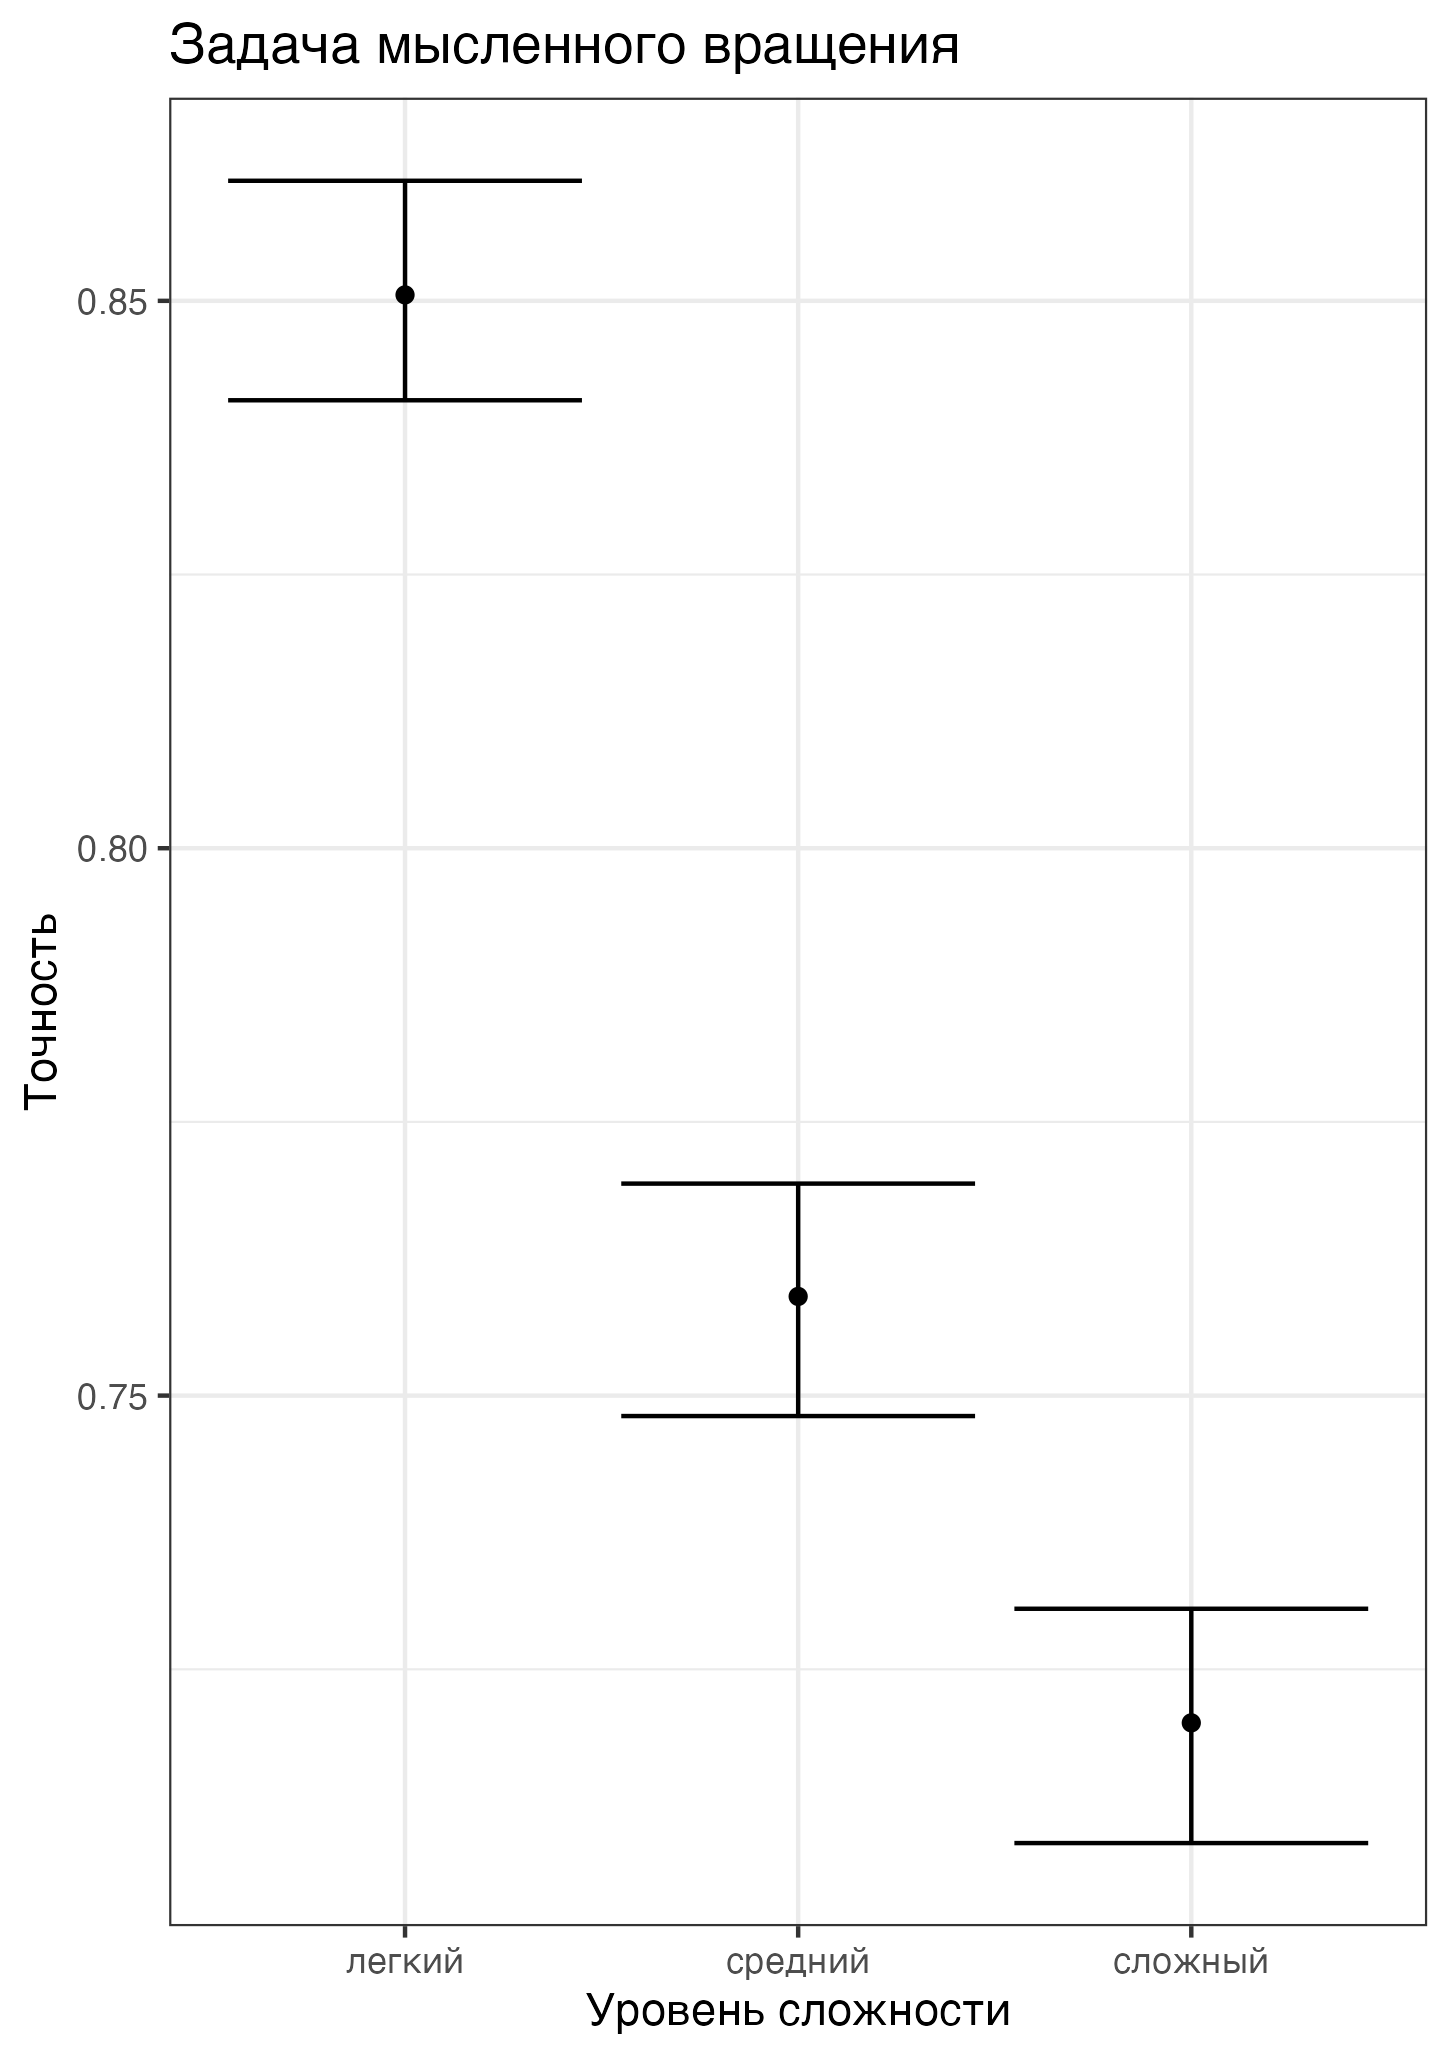 Задача мысленного вращения
0.85
0.80
0.75
Точность
легкий средний сложный
Уровень сложности